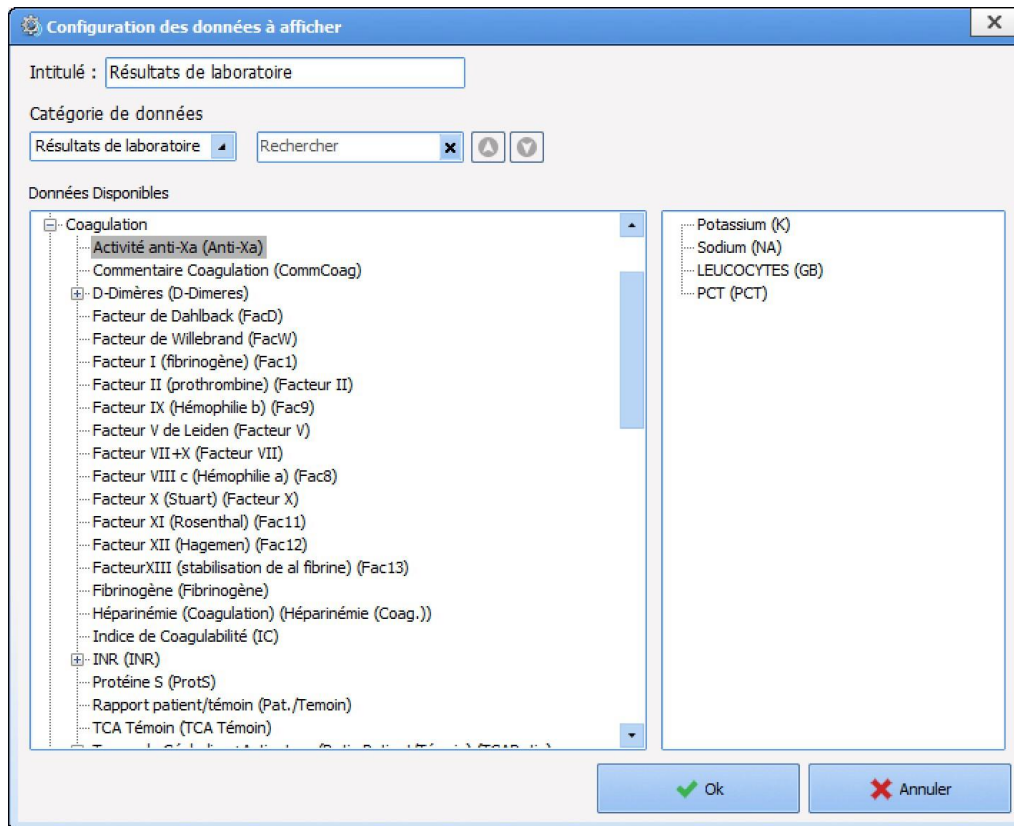 Configuration des données à afficher
Intitulé : Résultats de laboratoire
Catégorie de données
Résultats de laboratoire Rechercher
Données Disponibles
Coagulation
Activité anti-Xa (Anti-Xa)
Commentaire Coagulation (CommCoag)
D-Dimères (D-Dimeres)
Facteur de Dahlback (FacD)
Facteur de Willebrand (FacW)
Facteur I (fibrinogène) (Fac1)
Facteur II (prothrombine) (Facteur II)
Facteur IX (Hémophilie b) (Fac9)
Facteur V de Leiden (Facteur V)
Facteur VII+X (Facteur VII)
Facteur VIII c (Hémophilie a) (Fac8)
Facteur X (Stuart) (Facteur X)
Facteur XI (Rosenthal) (Fac11)
Facteur XII (Hagemen) (Fac12)
FacteurXIII (stabilisation de al fibrine) (Fac13)
Fibrinogène (Fibrinogène)
Héparinémie (Coagulation) (Héparinémie (Coag.))
Indice de Coagulabilité (IC)
INR (INR)
Protéine S (ProtS)
Rapport patient/témoin (Pat./Temoin)
TCA Témoin (TCA Témoin)
Potassium (K)
Sodium (NA)
LEUCOCYTES (GB)
PCT (PCT)
Ok
Annuler